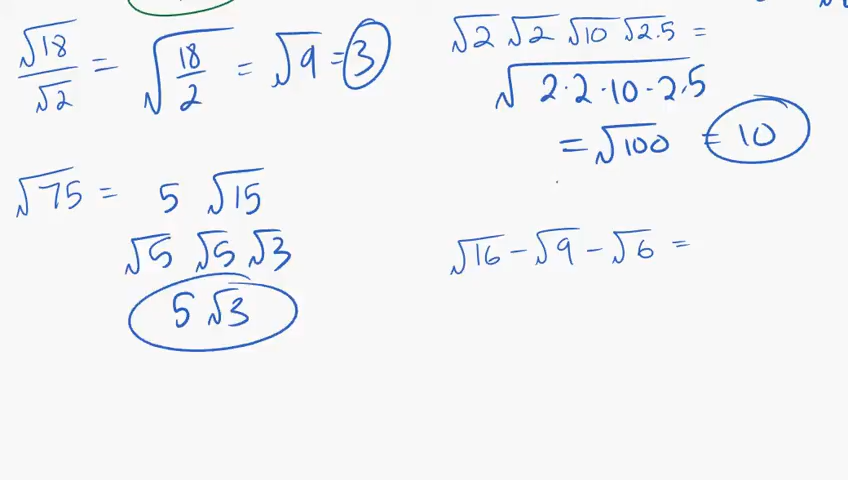 √18/√2 = √(18/2) = √9 = 3
√75 = 5 √15
√5 √5 √3
5 √3
√2 √2 √10 √2.5 =
√(2·2·10·2.5)
= √100 = 10
√16 − √9 − √6 =